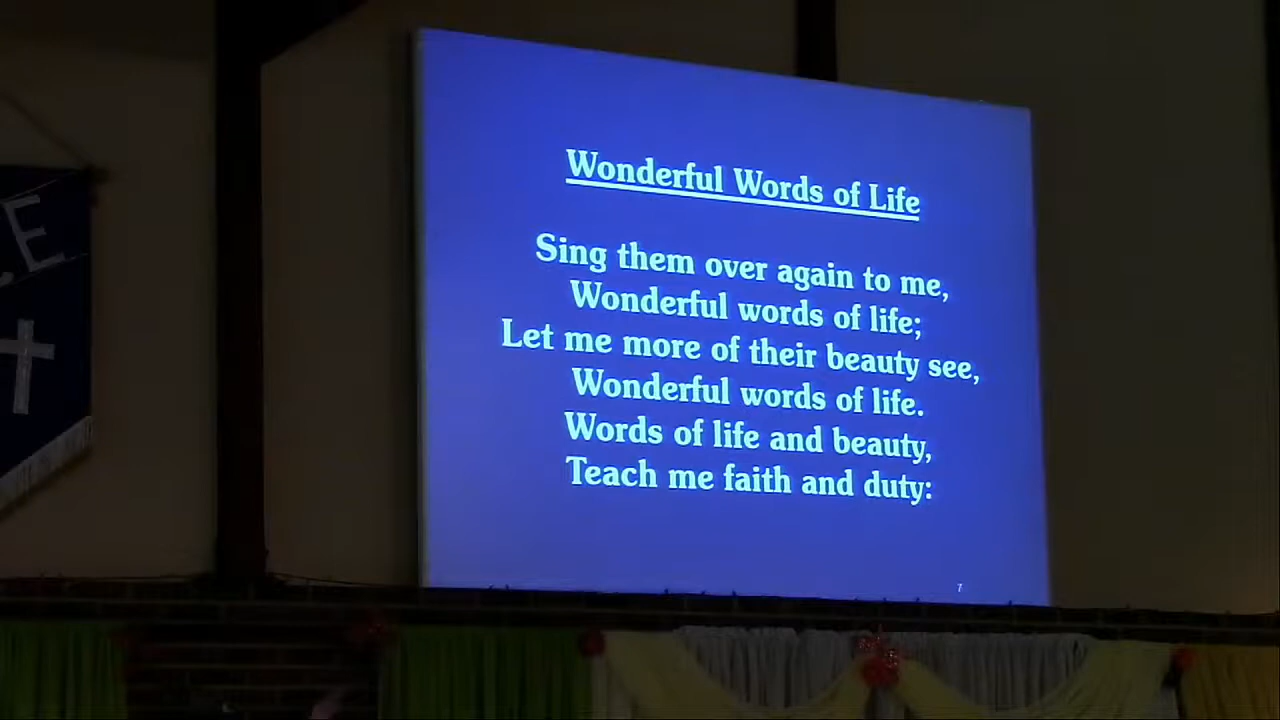 Wonderful Words of Life
Sing them over again to me,
Wonderful words of life;
Let me more of their beauty see,
Wonderful words of life.
Words of life and beauty,
Teach me faith and duty:
7